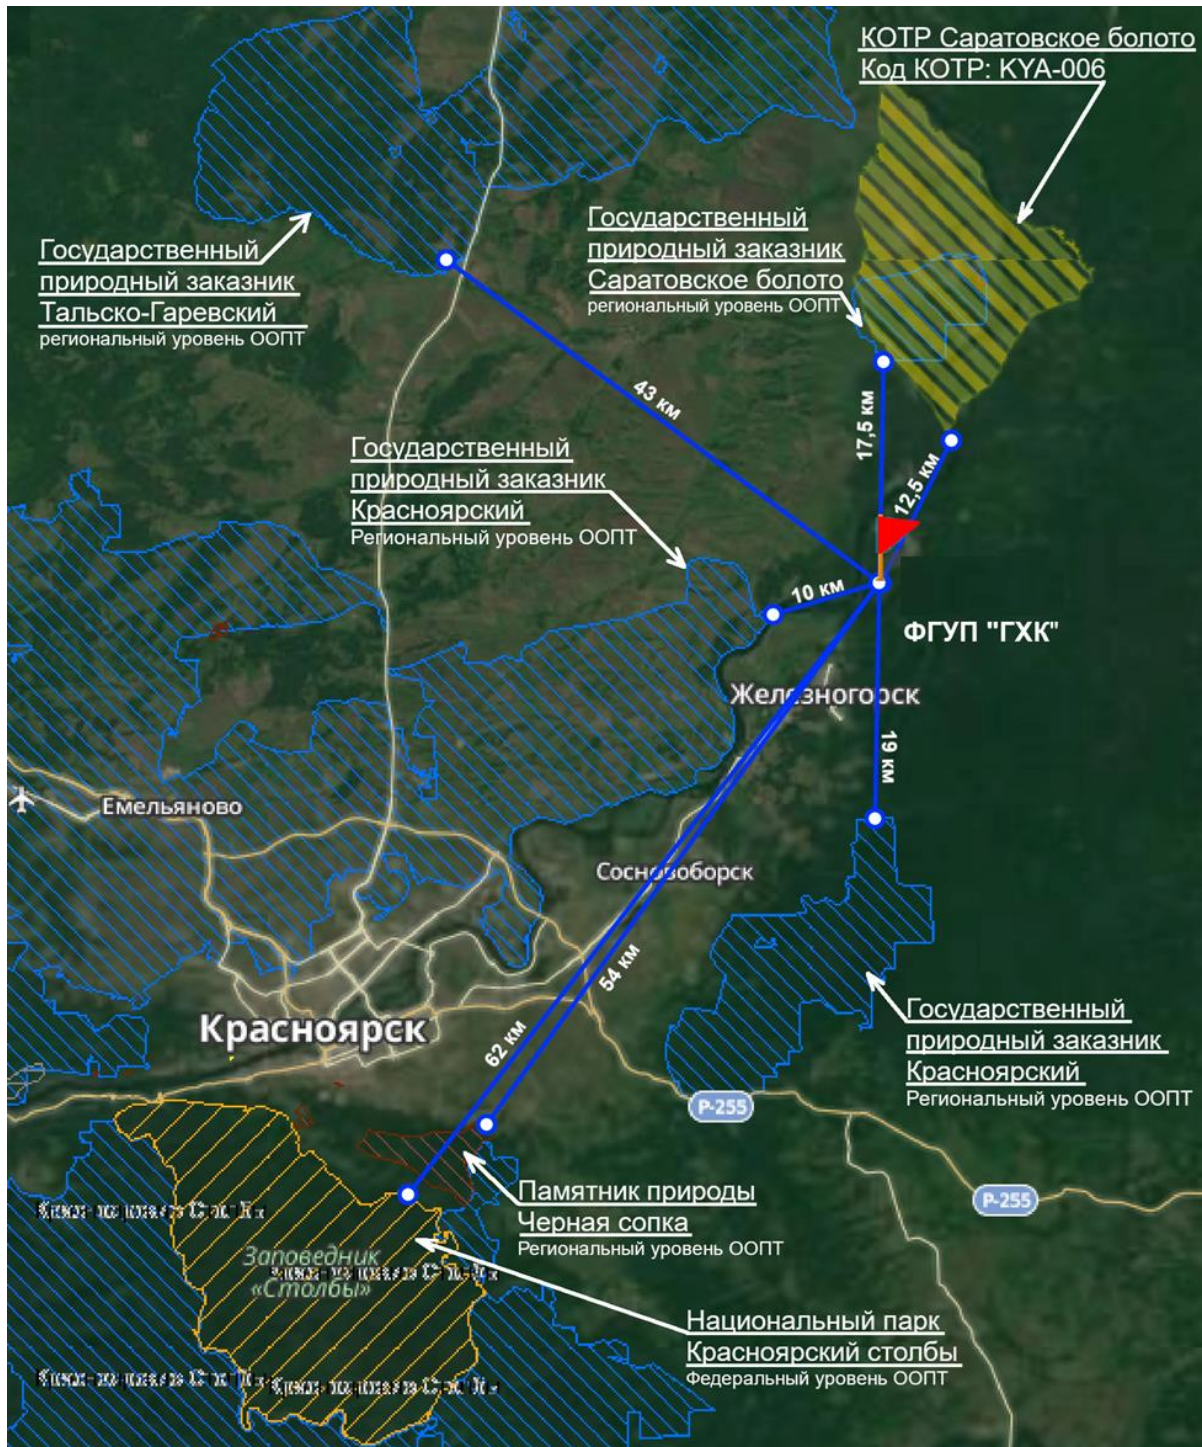 КОТР Саратовское болото
Код КОТР: KYA-006
Государственный
природный заказник
Саратовское болото
региональный уровень ООПТ
Государственный
природный заказник
Тальско-Гаревский
региональный уровень ООПТ
43 км
17,5 км
12,5 км
Государственный
природный заказник
Красноярский
Региональный уровень ООПТ
10 км
ФГУП "ГХК"
Железногорск
19 км
Емельяново
Сосновоборск
54 км
62 км
Красноярск
Государственный
природный заказник
Красноярский
Региональный уровень ООПТ
Р-255
Р-255
Памятник природы
Черная сопка
Региональный уровень ООПТ
Заповедник
«Столбы»
Национальный парк
Красноярский столбы
Федеральный уровень ООПТ